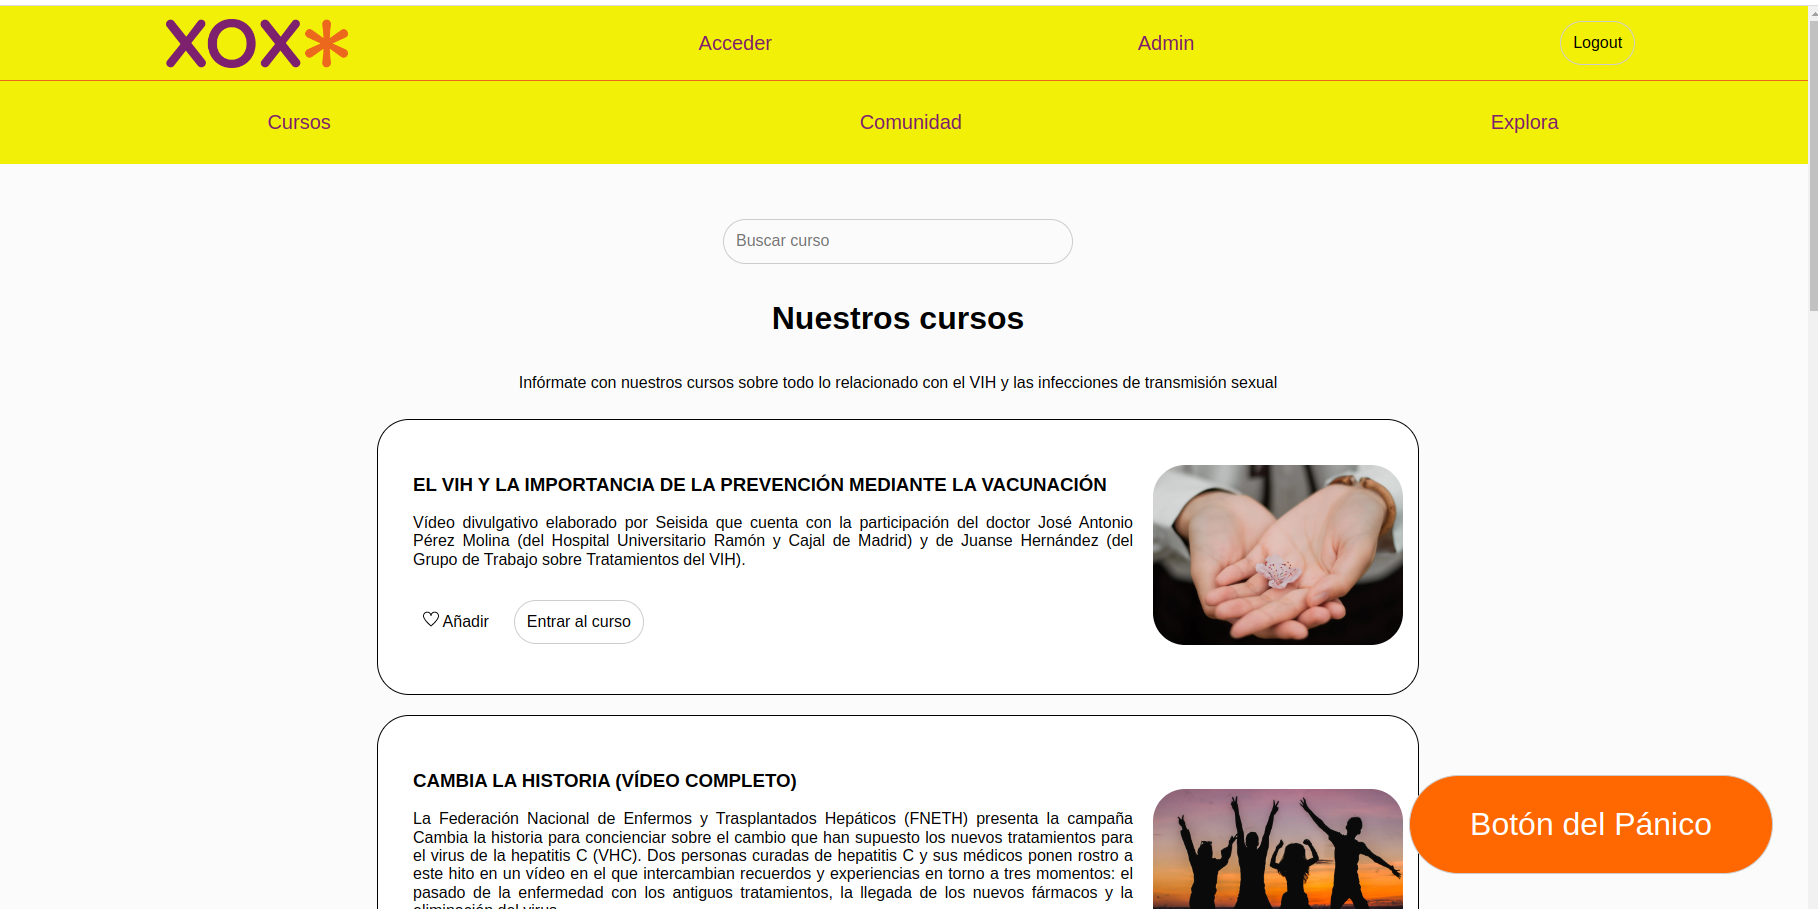 XOX*
Acceder
Admin
Logout
Cursos
Comunidad
Explora
Buscar curso
Nuestros cursos
Infórmate con nuestros cursos sobre todo lo relacionado con el VIH y las infecciones de transmisión sexual
EL VIH Y LA IMPORTANCIA DE LA PREVENCIÓN MEDIANTE LA VACUNACIÓN
Vídeo divulgativo elaborado por Seisida que cuenta con la participación del doctor José Antonio
Pérez Molina (del Hospital Universitario Ramón y Cajal de Madrid) y de Juanse Hernández (del
Grupo de Trabajo sobre Tratamientos del VIH).
Añadir
Entrar al curso
CAMBIA LA HISTORIA (VÍDEO COMPLETO)
La Federación Nacional de Enfermos y Trasplantados Hepáticos (FNETH) presenta la campaña
Cambia la historia para concienciar sobre el cambio que han supuesto los nuevos tratamientos para
el virus de la hepatitis C (VHC). Dos personas curadas de hepatitis C y sus médicos ponen rostro a
este hito en un vídeo en el que intercambian recuerdos y experiencias en torno a tres momentos: el
pasado de la enfermedad con los antiguos tratamientos, la llegada de los nuevos fármacos y la
eliminación del virus.
Botón del Pánico